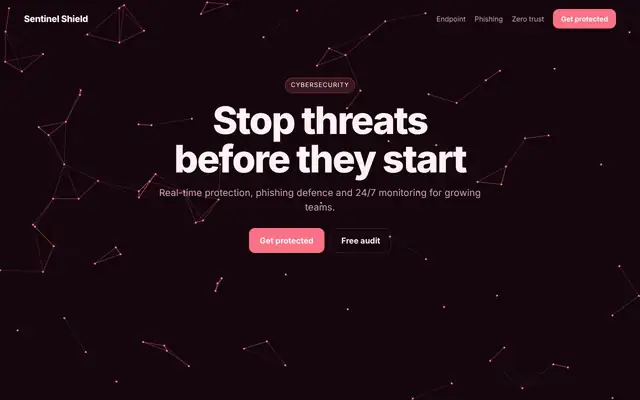 Sentinel Shield
Endpoint
Phishing
Zero trust
Get protected
CYBERSECURITY
Stop threats
before they start
Real-time protection, phishing defence and 24/7 monitoring for growing
teams.
Get protected
Free audit